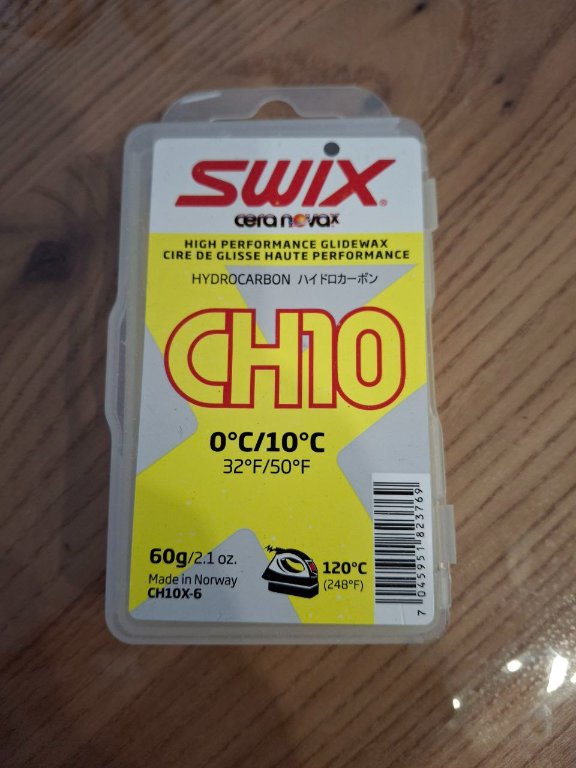 SWIX®
cera novax
HIGH PERFORMANCE GLIDEWAX
CIRE DE GLISSE HAUTE PERFORMANCE
HYDROCARBON ハイドロカーボン
CH10
0°C/10°C
32°F/50°F
60g/2.1 oz.
Made in Norway
CH10X-6
120°C
(248°F)
7 045951 823769